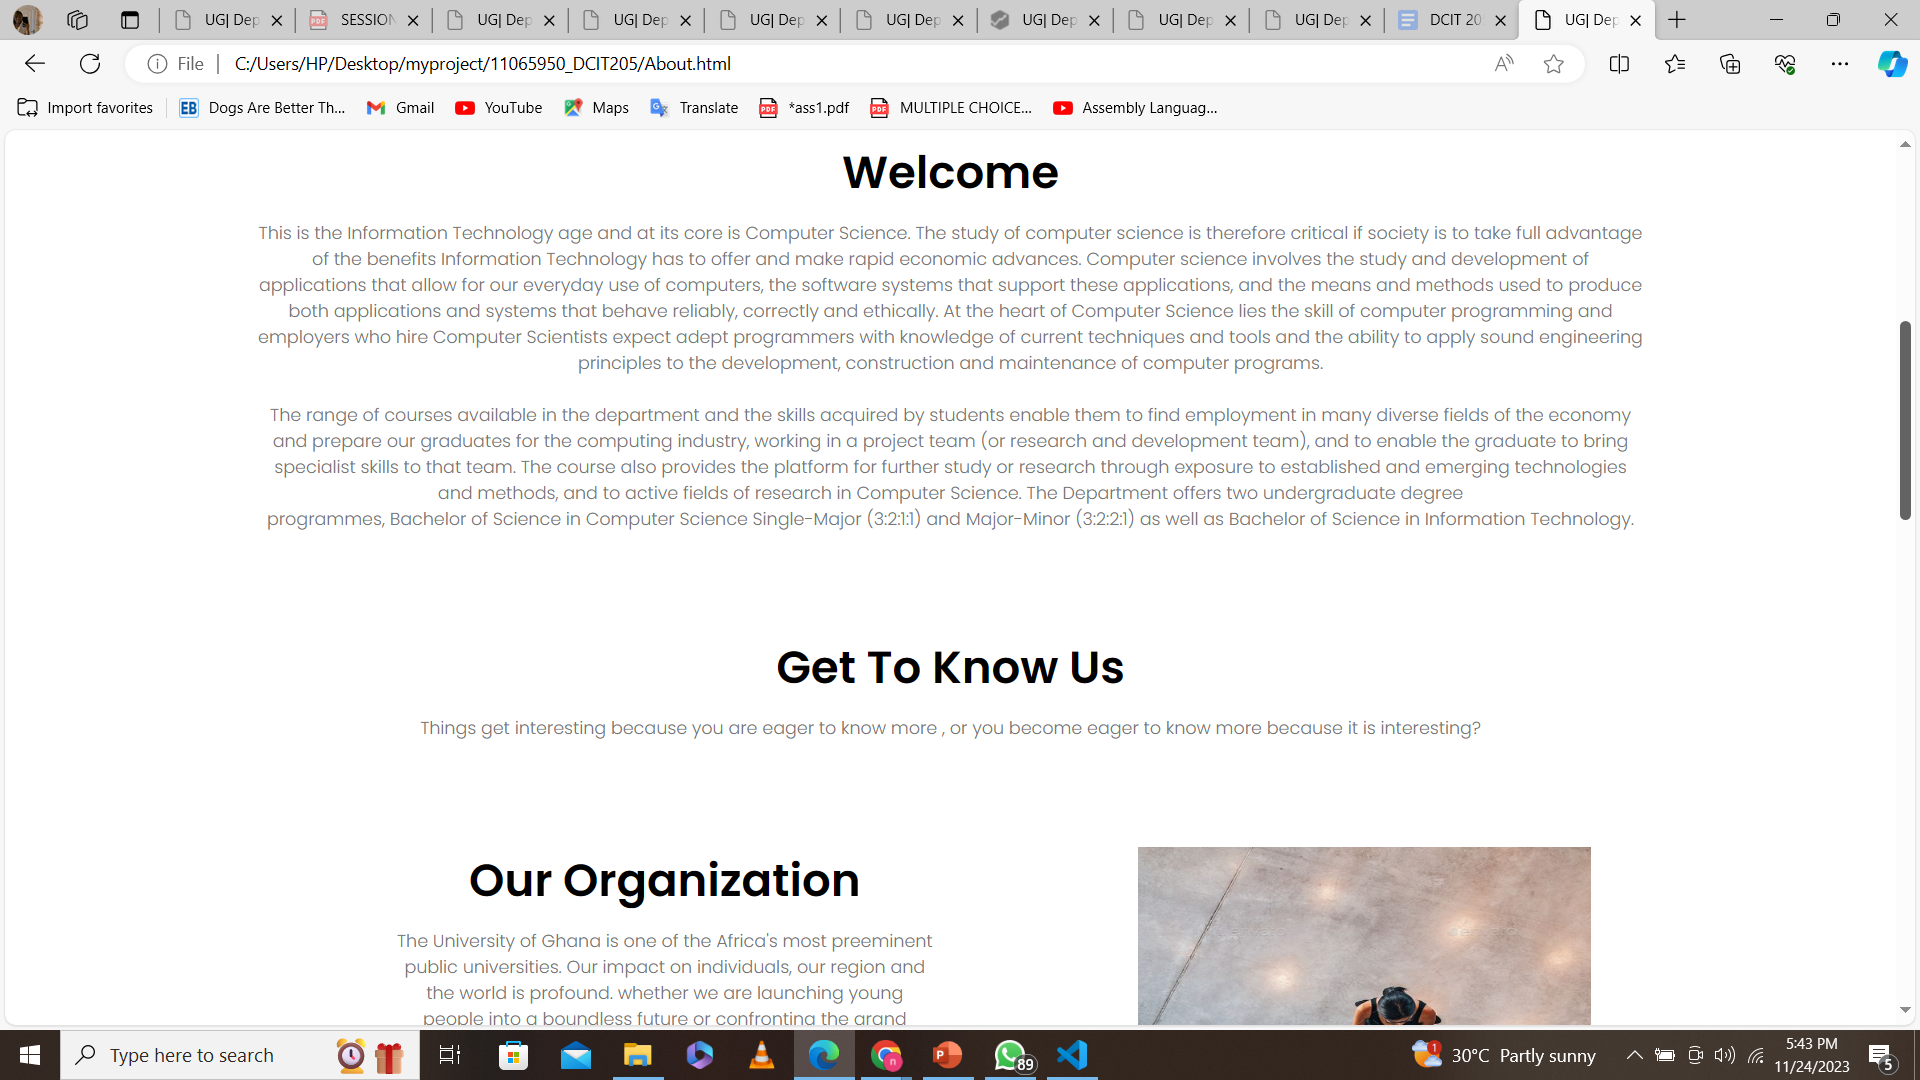 UG| Dep
SESSION
UG| Dep
UG| Dep
UG| Dep
UG| Dep
UG| Dep
UG| Dep
UG| Dep
DCIT 20
UG| Dep
File
C:/Users/HP/Desktop/myproject/11065950_DCIT205/About.html
Import favorites
Dogs Are Better Th...
Gmail
YouTube
Maps
Translate
*ass1.pdf
MULTIPLE CHOICE...
Assembly Languag...
Welcome
This is the Information Technology age and at its core is Computer Science. The study of computer science is therefore critical if society is to take full advantage
of the benefits Information Technology has to offer and make rapid economic advances. Computer science involves the study and development of
applications that allow for our everyday use of computers, the software systems that support these applications, and the means and methods used to produce
both applications and systems that behave reliably, correctly and ethically. At the heart of Computer Science lies the skill of computer programming and
employers who hire Computer Scientists expect adept programmers with knowledge of current techniques and tools and the ability to apply sound engineering
principles to the development, construction and maintenance of computer programs.
The range of courses available in the department and the skills acquired by students enable them to find employment in many diverse fields of the economy
and prepare our graduates for the computing industry, working in a project team (or research and development team), and to enable the graduate to bring
specialist skills to that team. The course also provides the platform for further study or research through exposure to established and emerging technologies
and methods, and to active fields of research in Computer Science. The Department offers two undergraduate degree
programmes, Bachelor of Science in Computer Science Single-Major (3:2:1:1) and Major-Minor (3:2:2:1) as well as Bachelor of Science in Information Technology.
Get To Know Us
Things get interesting because you are eager to know more , or you become eager to know more because it is interesting?
Our Organization
The University of Ghana is one of the Africa's most preeminent
public universities. Our impact on individuals, our region and
the world is profound. whether we are launching young
people into a boundless future or confronting the grand
Type here to search
89
1
30°C Partly sunny
5:43 PM
11/24/2023
5